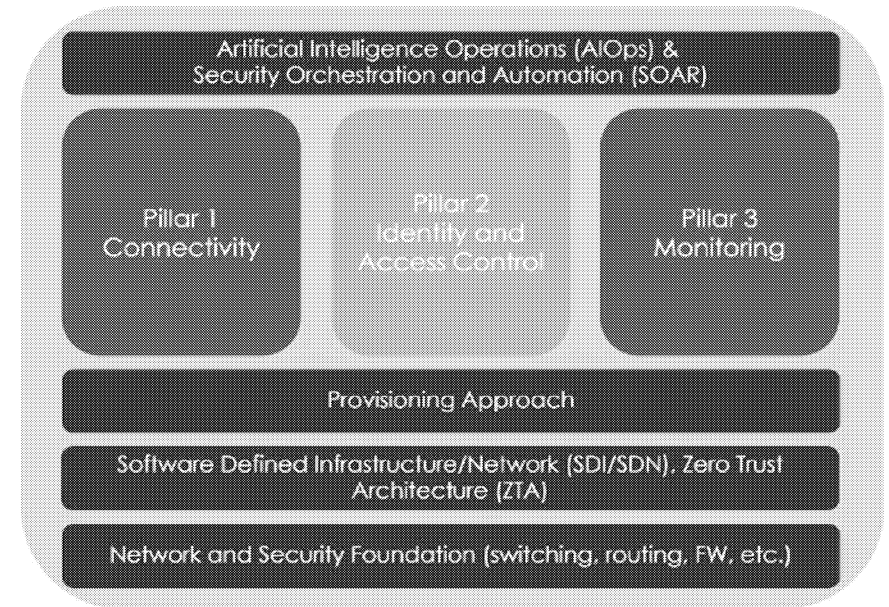 Artificial Intelligence Operations (AIOps) &
Security Orchestration and Automation (SOAR)
Pillar 1
Connectivity
Pillar 2
Identity and
Access Control
Pillar 3
Monitoring
Provisioning Approach
Software Defined Infrastructure/Network (SDI/SDN), Zero Trust
Architecture (ZTA)
Network and Security Foundation (switching, routing, FW, etc.)